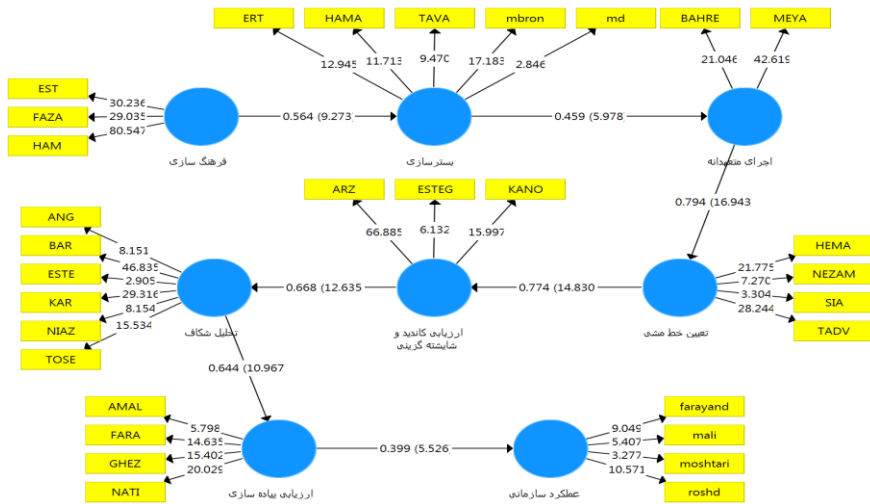 ERT
HAMA
TAVA
mbron
md
BAHRE
MEYA
12.945
11.713
9.470
17.183
2.846
21.046
42.619
EST
FAZA
HAM
30.236
29.035
80.547
0.564 (9.273)
0.459 (5.978)
فرهنگ سازی
بسترسازی
اجرای متعهدانه
0.794 (16.943
ARZ
ESTEG
KANO
66.885
6.132
15.997
ANG
BAR
ESTE
KAR
NIAZ
TOSE
8.151
46.835
2.905
29.316
8.154
15.534
0.668 (12.635
0.774 (14.830)
HEMA
NEZAM
SIA
TADV
21.775
7.270
3.304
28.244
تحلیل شکاف
ارزیابی کاندید و
شایسته گزینی
تعیین خط مشی
0.644 (10.967
AMAL
FARA
GHEZ
NATI
5.798
14.635
15.402
20.029
0.399 (5.526)
farayand
mali
moshtari
roshd
9.049
5.407
3.277
10.571
ارزیابی پیاده سازی
عملکرد سازمانی